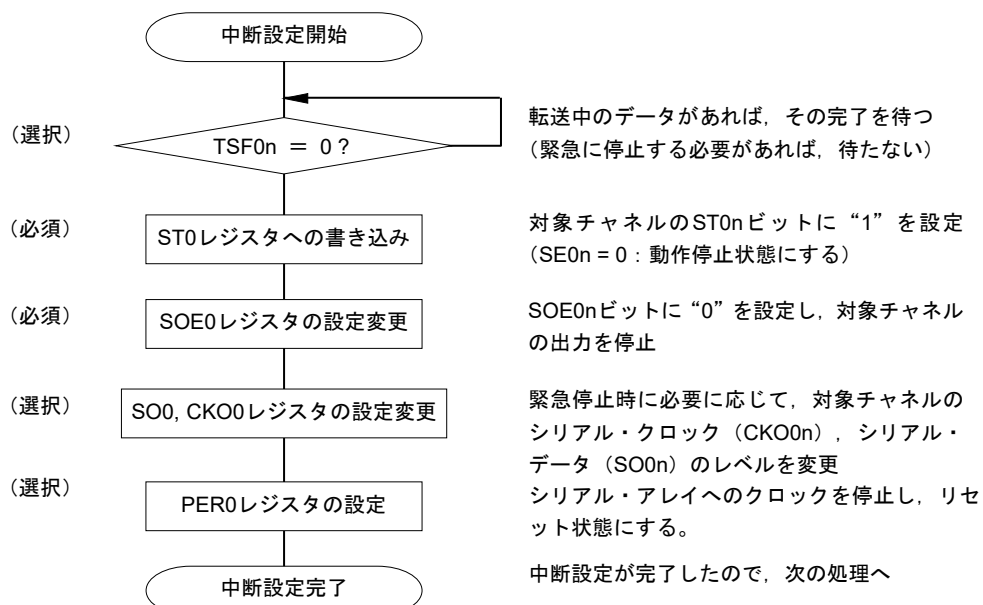 中断設定開始
（選択）
TSF0n ＝ 0 ?
転送中のデータがあれば，その完了を待つ
（緊急に停止する必要があれば，待たない）
（必須）
ST0レジスタへの書き込み
対象チャネルのST0nビットに“1”を設定
（SE0n = 0：動作停止状態にする）
（必須）
SOE0レジスタの設定変更
SOE0nビットに“0”を設定し，対象チャネル
の出力を停止
（選択）
SO0, CKO0レジスタの設定変更
緊急停止時に必要に応じて，対象チャネルの
シリアル・クロック（CKO0n），シリアル・
データ（SO0n）のレベルを変更
（選択）
PER0レジスタの設定
シリアル・アレイへのクロックを停止し，リセ
ット状態にする。
中断設定完了
中断設定が完了したので，次の処理へ